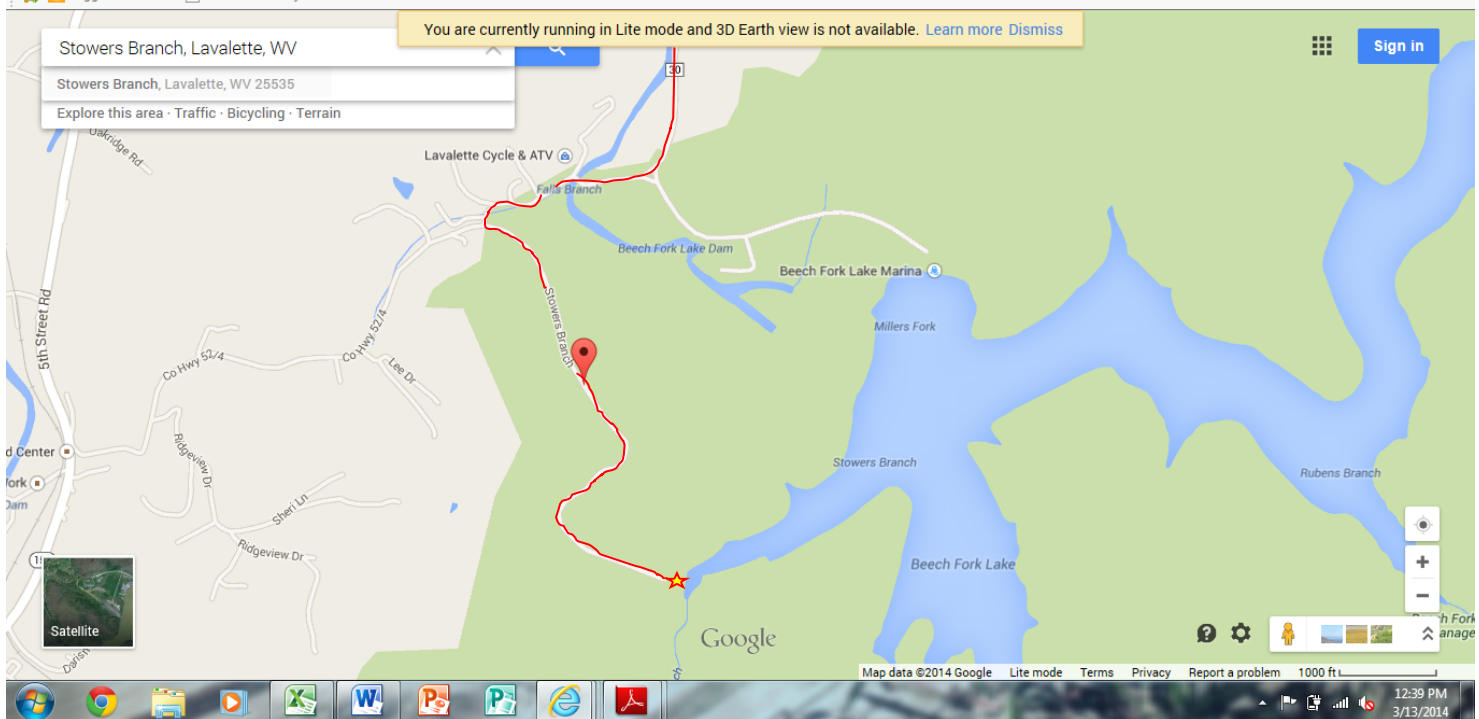 You are currently running in Lite mode and 3D Earth view is not available. Learn more Dismiss
Stowers Branch, Lavalette, WV
Sign in
Stowers Branch, Lavalette, WV 25535
Explore this area · Traffic · Bicycling · Terrain
30
Oakridge Rd
Lavalette Cycle & ATV
Falls Branch
Beech Fork Lake Dam
Beech Fork Lake Marina
Millers Fork
5th Street Rd
Stowers Branch
Co Hwy 52/4
Co Hwy 52/4
Lee Dr
d Center
Ridgeview Dr
Stowers Branch
Rubens Branch
ork
Dam
Sheri Ln
Ridgeview Dr
15
Beech Fork Lake
Satellite
Google
Map data ©2014 Google Lite mode Terms Privacy Report a problem 1000 ft
12:39 PM
3/13/2014